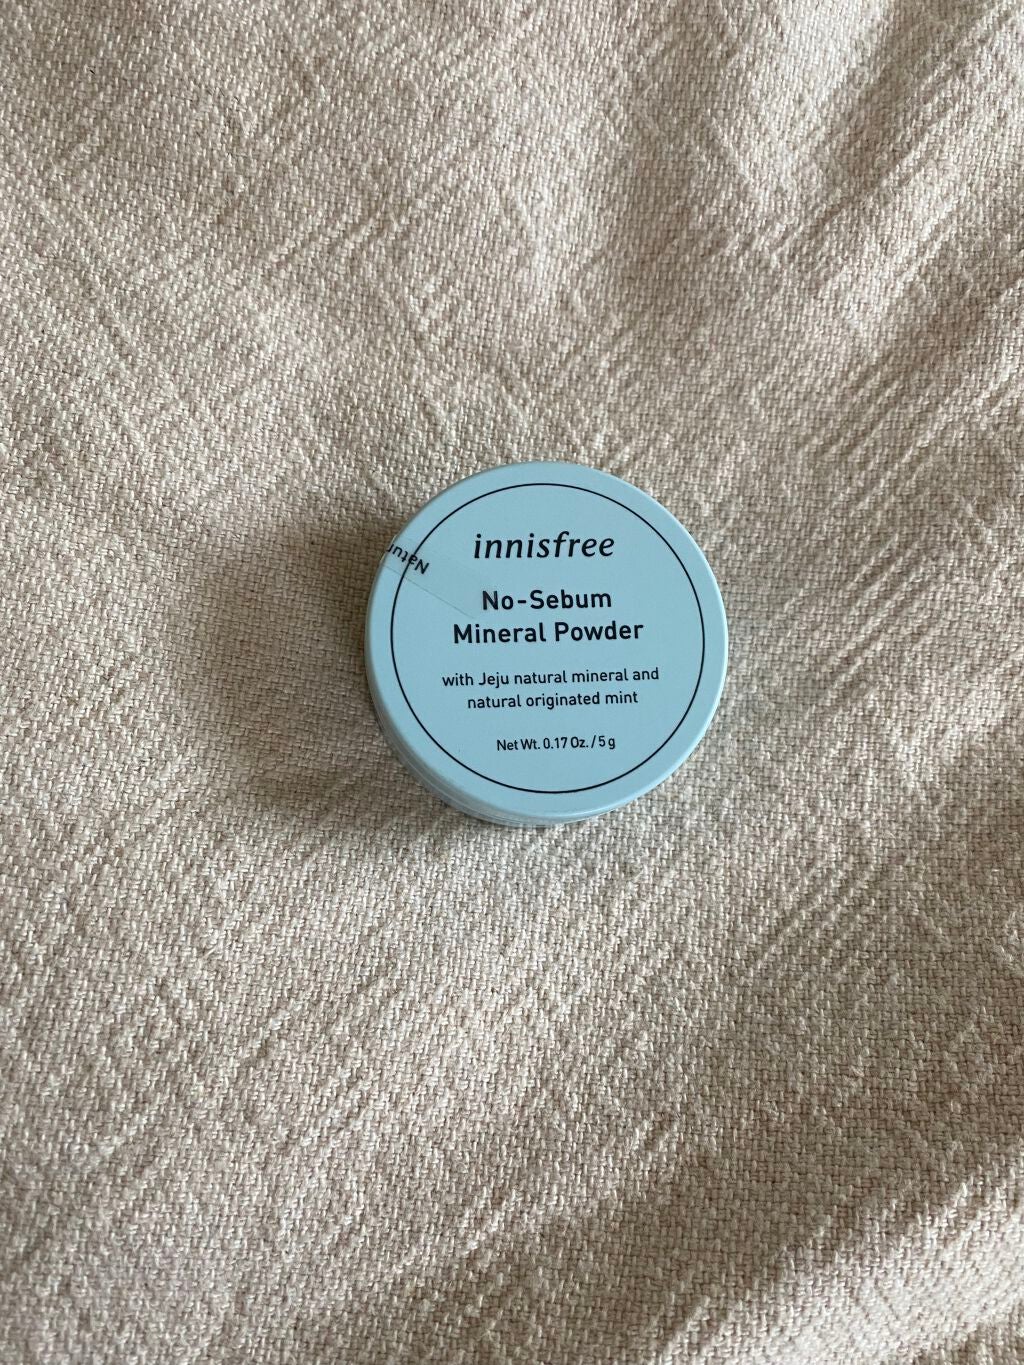 innisfree
Natur
No-Sebum
Mineral Powder
with Jeju natural mineral and
natural originated mint
Net Wt. 0.17 Oz. / 5 g